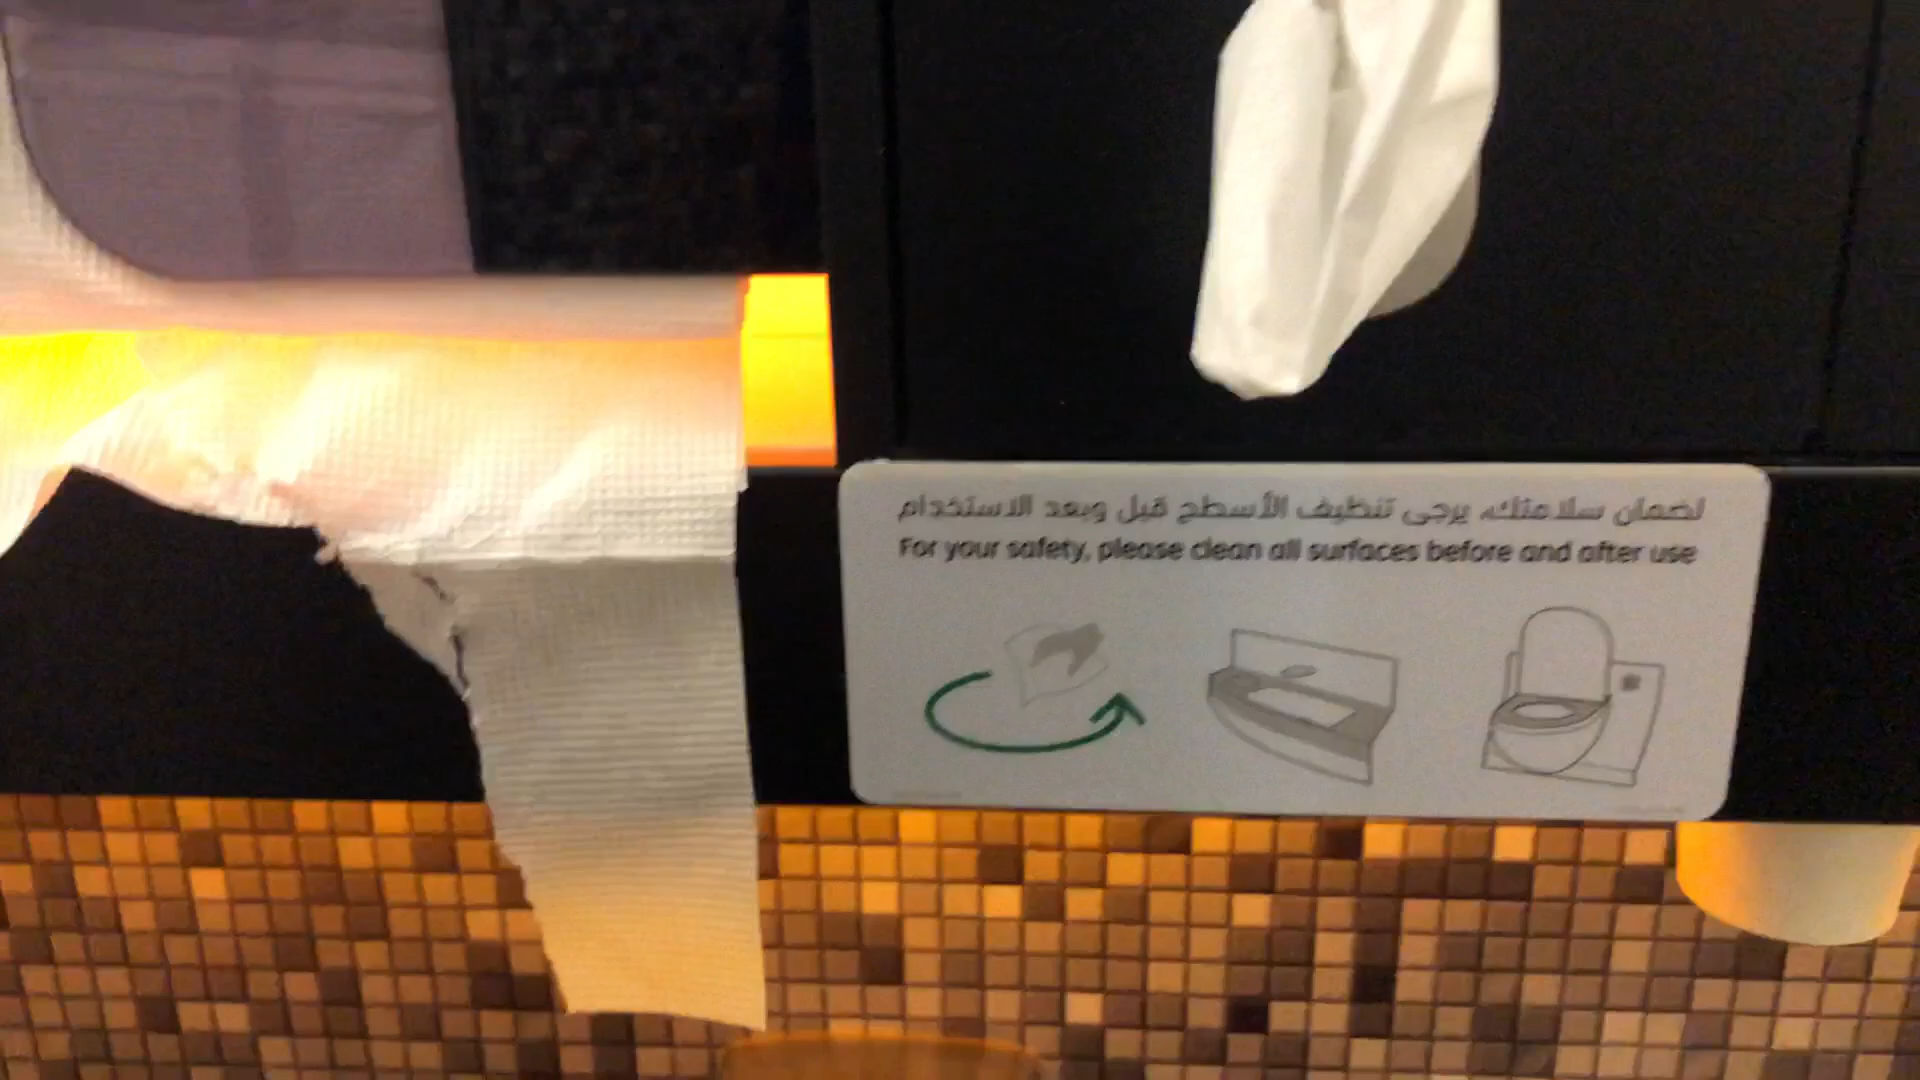 لضمان سلامتك، يرجى تنظيف الأسطح قبل وبعد الاستخدام
For your safety, please clean all surfaces before and after use